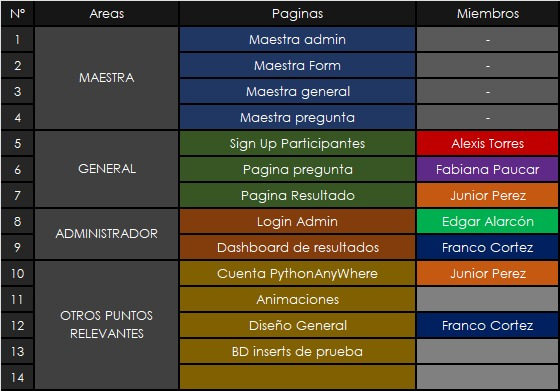 N° Areas Paginas Miembros
1 Maestra admin -
2 Maestra Form -
MAESTRA
3 Maestra general -
4 Maestra pregunta -
5 Sign Up Participantes Alexis Torres
6 GENERAL Pagina pregunta Fabiana Paucar
7 Pagina Resultado Junior Perez
8 Login Admin Edgar Alarcón
ADMINISTRADOR
9 Dashboard de resultados Franco Cortez
10 Cuenta PythonAnyWhere Junior Perez
11 Animaciones
OTROS PUNTOS
12 Diseño General Franco Cortez
RELEVANTES
13 BD inserts de prueba
14